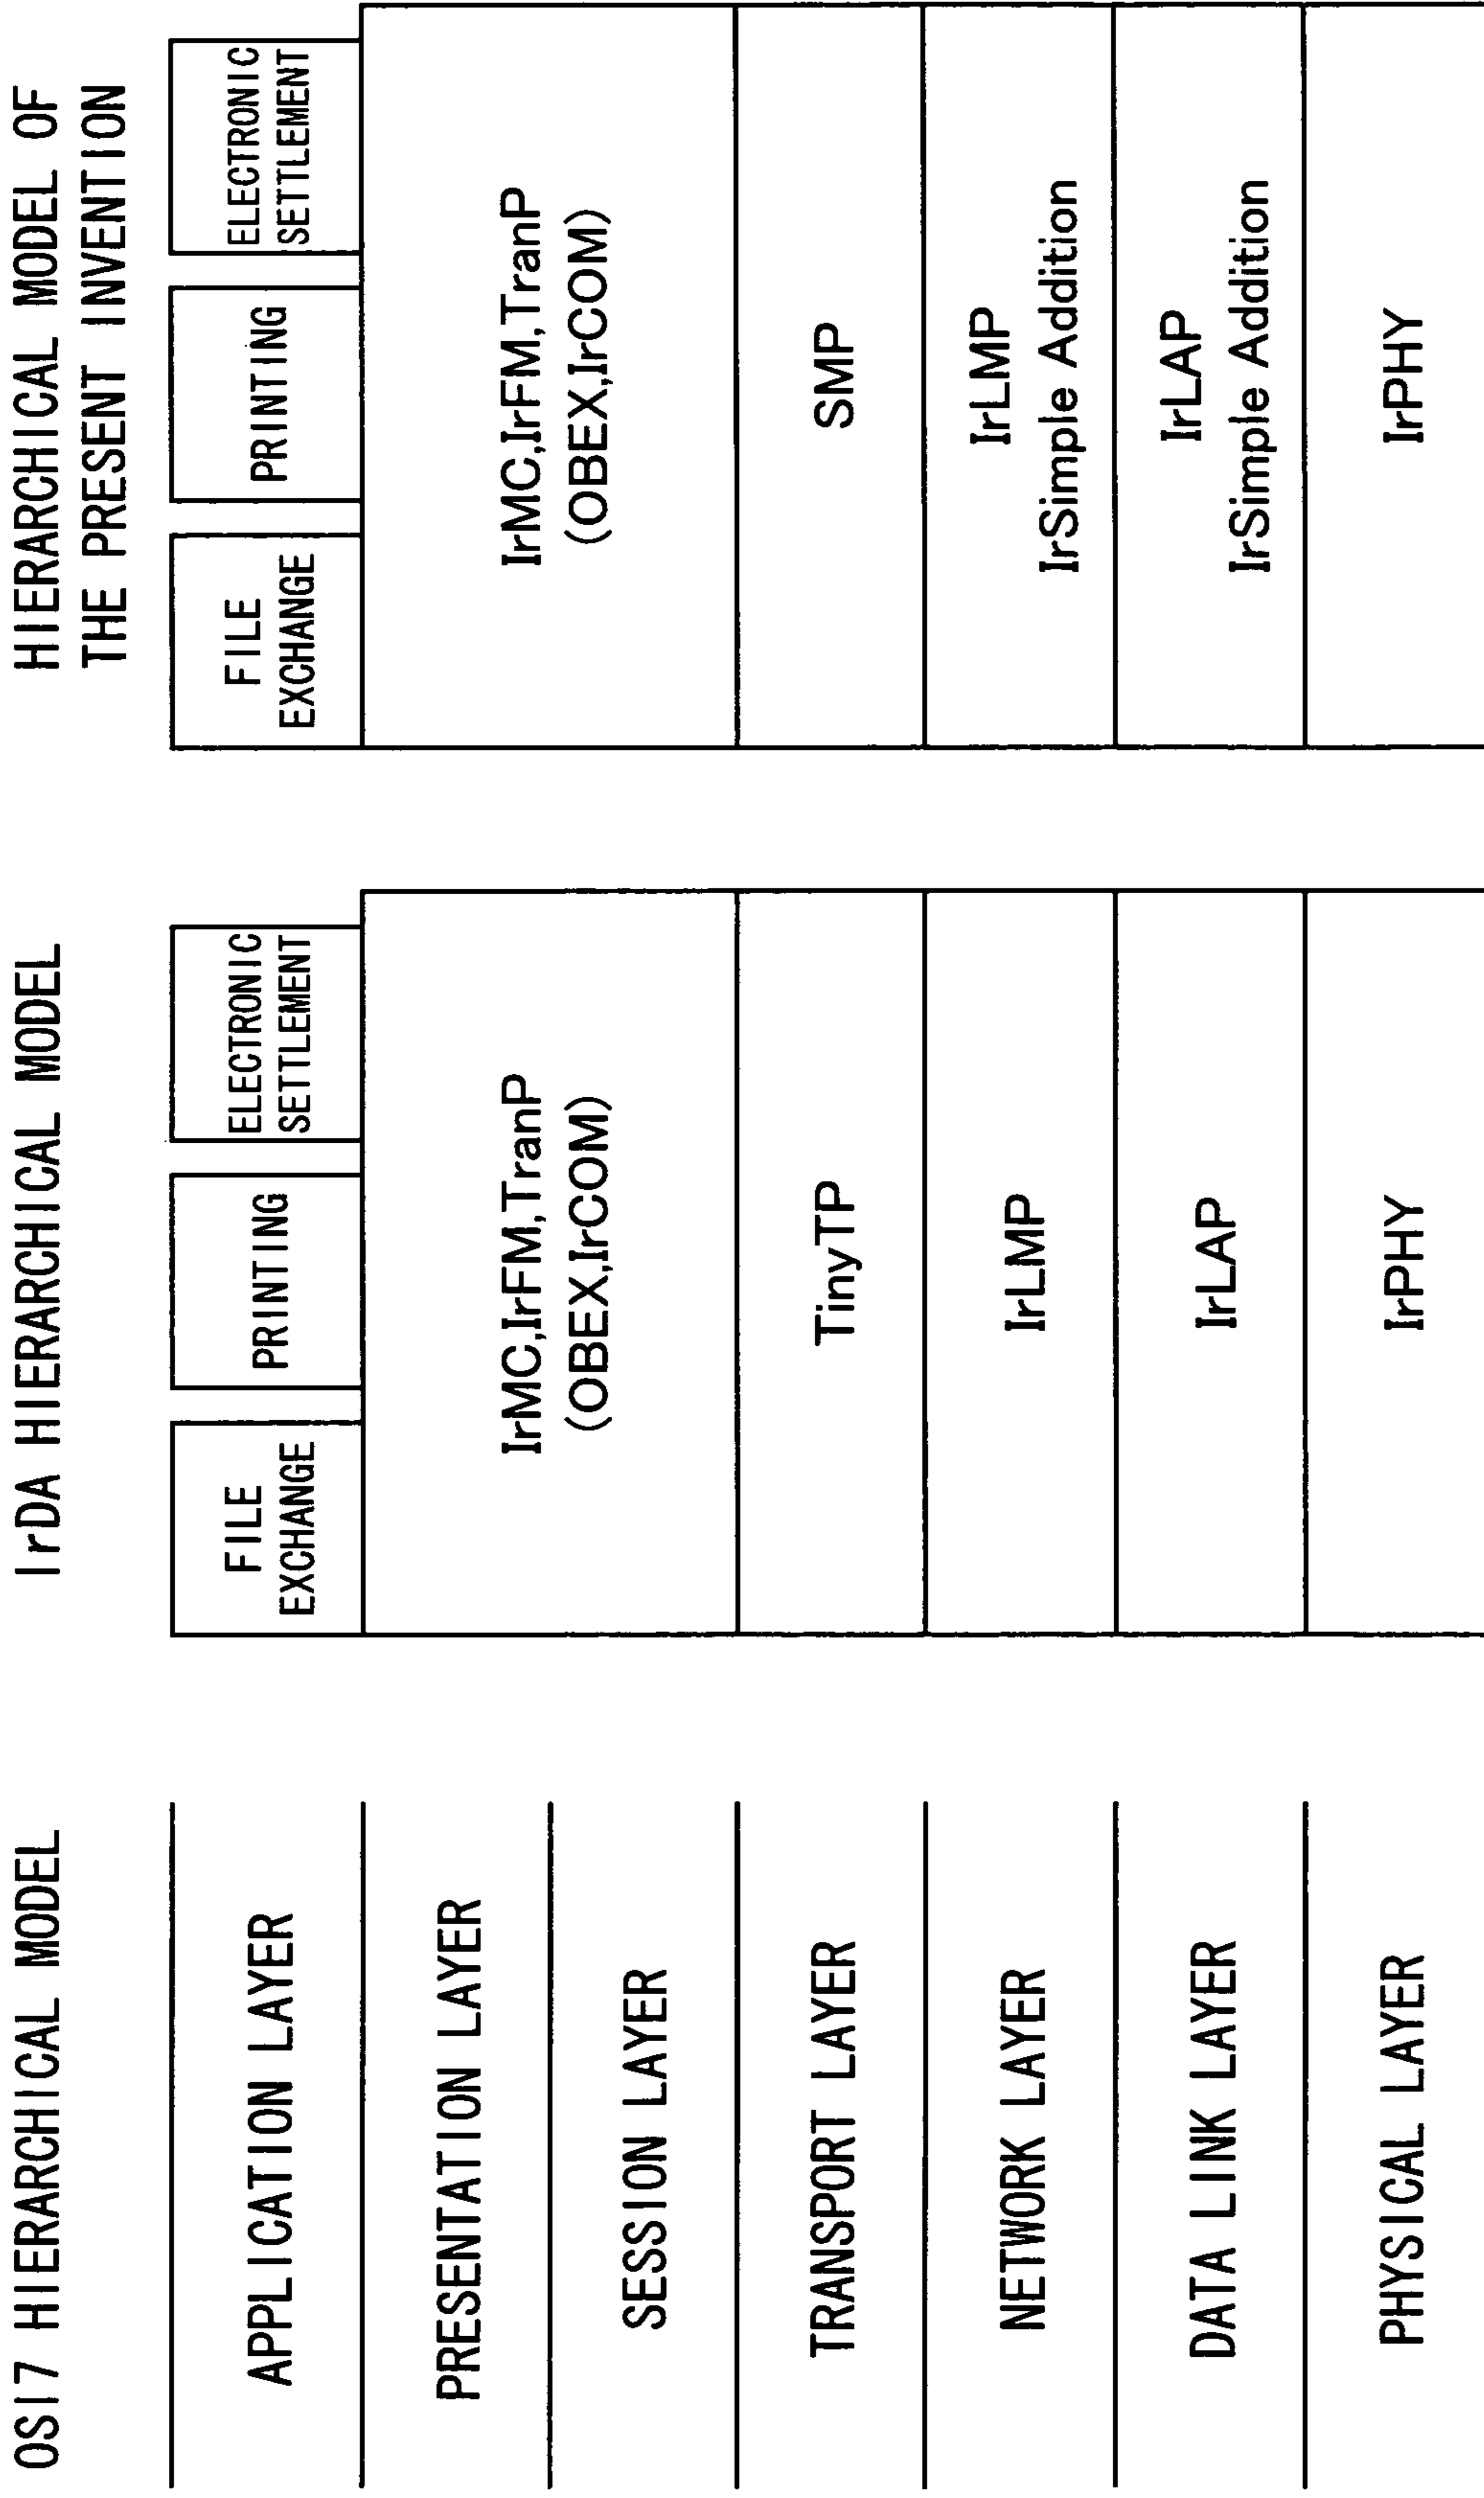 OSI7 HIERARCHICAL MODEL
APPLICATION LAYER
PRESENTATION LAYER
SESSION LAYER
TRANSPORT LAYER
NETWORK LAYER
DATA LINK LAYER
PHYSICAL LAYER
IrDA HIERARCHICAL MODEL
FILE
EXCHANGE
PRINTING
ELECTRONIC
SETTLEMENT
IrMC,IrFM,TranP
(OBEX,IrCOM)
TinyTP
IrLMP
IrLAP
IrPHY
HIERARCHICAL MODEL OF
THE PRESENT INVENTION
FILE
EXCHANGE
PRINTING
ELECTRONIC
SETTLEMENT
IrMC,IrFM,TranP
(OBEX,IrCOM)
SMP
IrLMP
IrSimple Addition
IrLAP
IrSimple Addition
IrPHY